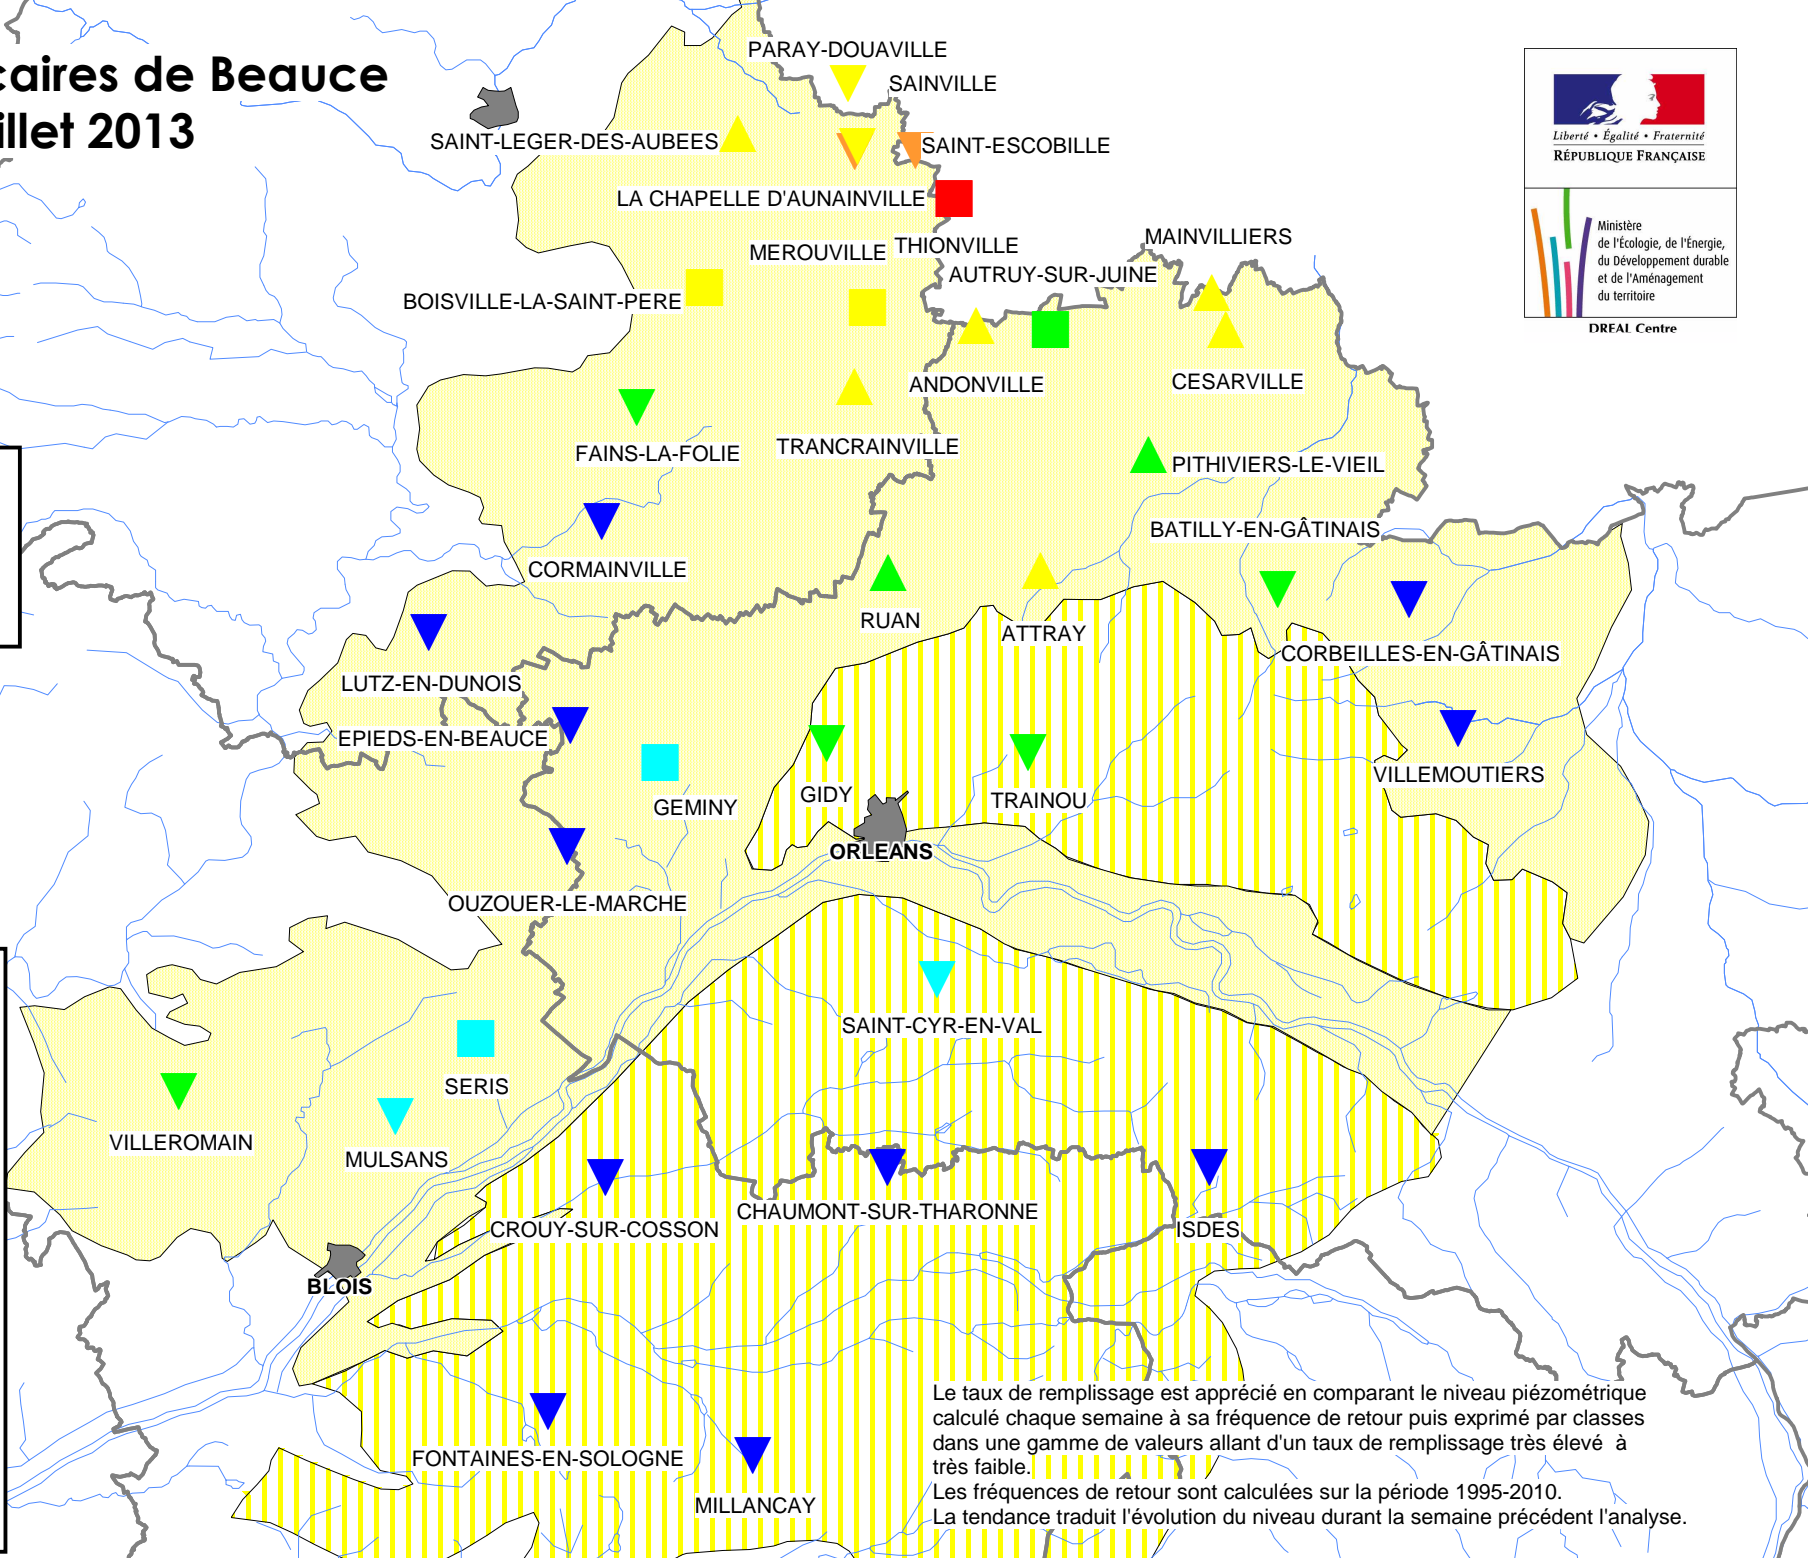 caires de Beauce
illet 2013
PARAY-DOUAVILLE
SAINVILLE
SAINT-LEGER-DES-AUBEES
SAINT-ESCOBILLE
LA CHAPELLE D'AUNAINVILLE
MEROUVILLE
THIONVILLE
MAINVILLIERS
AUTRUY-SUR-JUINE
BOISVILLE-LA-SAINT-PERE
ANDONVILLE
CESARVILLE
FAINS-LA-FOLIE
TRANCRAINVILLE
PITHIVIERS-LE-VIEIL
BATILLY-EN-GÂTINAIS
CORMAINVILLE
RUAN
ATTRAY
CORBEILLES-EN-GÂTINAIS
LUTZ-EN-DUNOIS
EPIEDS-EN-BEAUCE
VILLEMOUTIERS
GEMINY
GIDY
TRAINOU
ORLEANS
OUZOUER-LE-MARCHE
SAINT-CYR-EN-VAL
SERIS
VILLEROMAIN
MULSANS
CROUY-SUR-COSSON
CHAUMONT-SUR-THARONNE
ISDES
BLOIS
FONTAINES-EN-SOLOGNE
MILLANCAY
Liberté • Égalité • Fraternité
RÉPUBLIQUE FRANÇAISE
Ministère
de l'Écologie, de l'Énergie,
du Développement durable
et de l'Aménagement
du territoire
DREAL Centre
Le taux de remplissage est apprécié en comparant le niveau piézométrique
calculé chaque semaine à sa fréquence de retour puis exprimé par classes
dans une gamme de valeurs allant d'un taux de remplissage très élevé à
très faible.
Les fréquences de retour sont calculées sur la période 1995-2010.
La tendance traduit l'évolution du niveau durant la semaine précédent l'analyse.